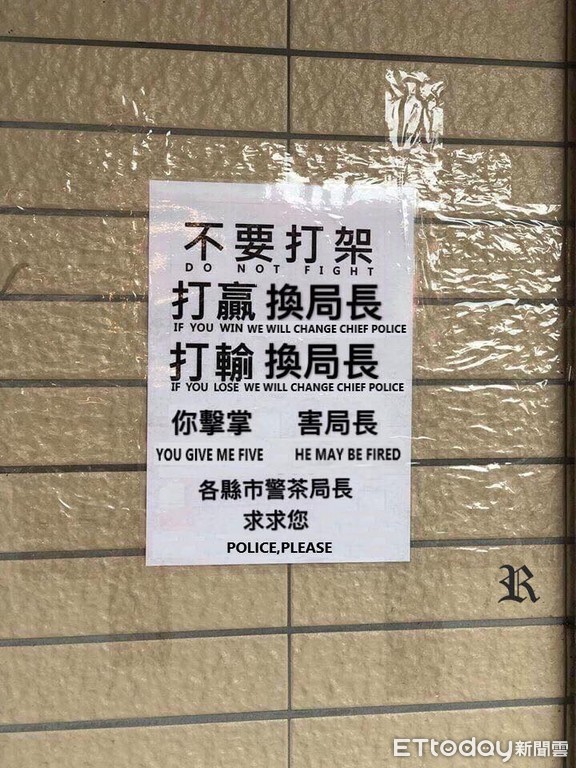 不要打架
DO NOT FIGHT
打贏換局長
IF YOU WIN WE WILL CHANGE CHIEF POLICE
打輸換局長
IF YOU LOSE WE WILL CHANGE CHIEF POLICE
你擊掌 害局長
YOU GIVE ME FIVE HE MAY BE FIRED
各縣市警茶局長
求求您
POLICE,PLEASE
R
ETtoday新聞雲